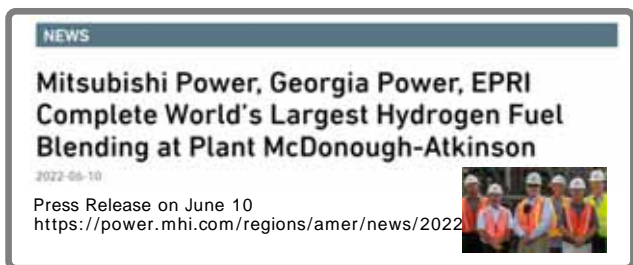 NEWS
Mitsubishi Power, Georgia Power, EPRI
Complete World's Largest Hydrogen Fuel
Blending at Plant McDonough-Atkinson
2022-06-10
Press Release on June 10
https://power.mhi.com/regions/amer/news/2022